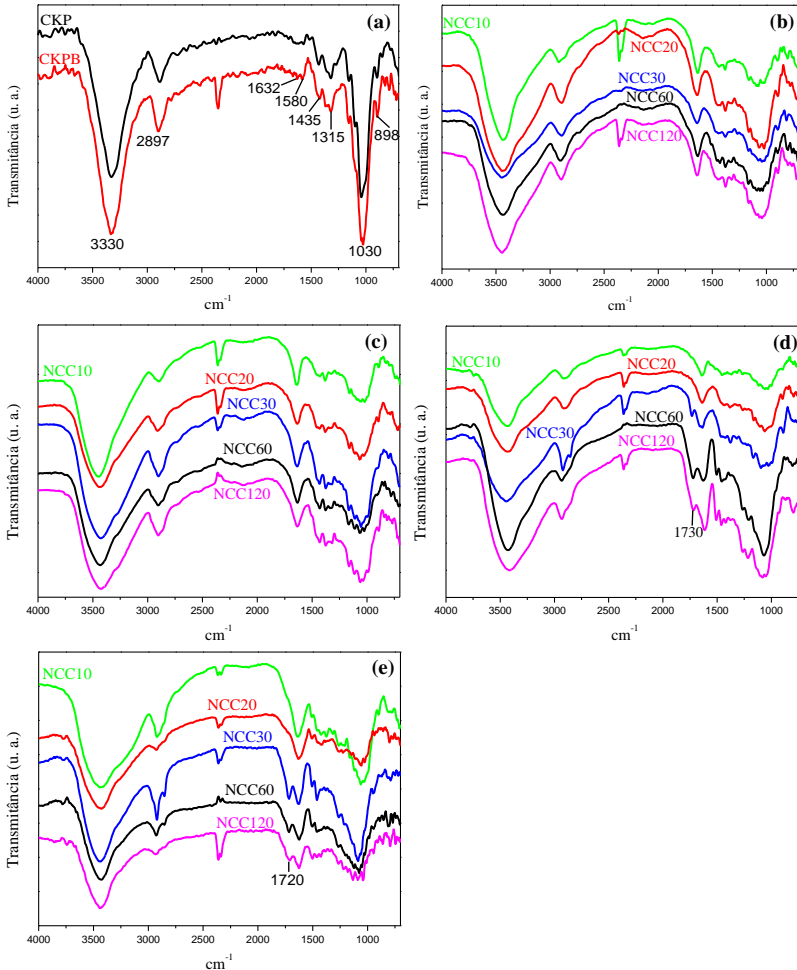 (a)
CKP
CKPB
1632
1580
1435
1315
898
2897
3330
1030
Transmitância (u. a.)
4000 3500 3000 2500 2000 1500 1000
cm-1
(b)
NCC10
NCC20
NCC30
NCC60
NCC120
Transmitância (u. a.)
4000 3500 3000 2500 2000 1500 1000
cm-1
(c)
NCC10
NCC20
NCC30
NCC60
NCC120
Transmitância (u. a.)
4000 3500 3000 2500 2000 1500 1000
cm-1
(d)
NCC10
NCC20
NCC30
NCC60
NCC120
1730
Transmitância (u. a.)
4000 3500 3000 2500 2000 1500 1000
cm-1
(e)
NCC10
NCC20
NCC30
NCC60
NCC120
1720
Transmitância (u. a.)
4000 3500 3000 2500 2000 1500 1000
cm-1